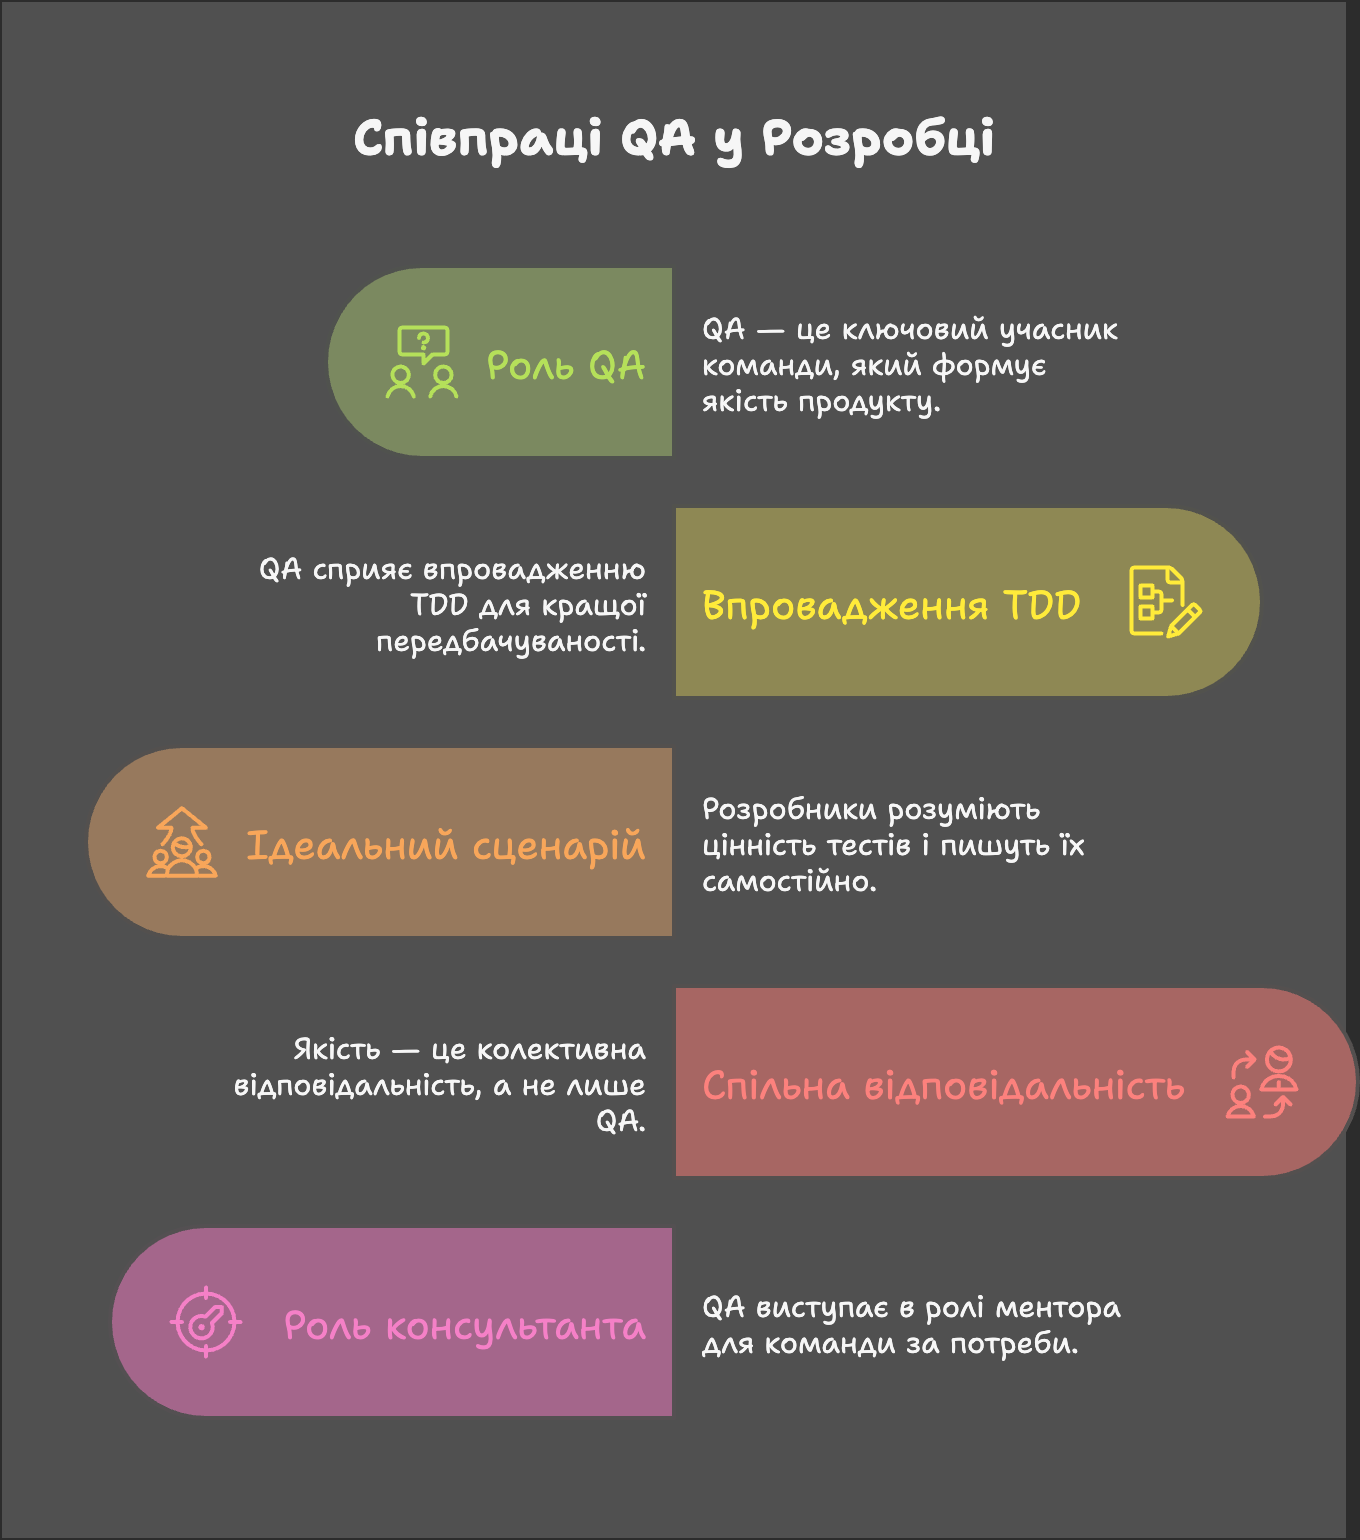 Співпраці QA у Розробці
?
Роль QA
QA — це ключовий учасник
команди, який формує
якість продукту.
QA сприяє впровадженню
TDD для кращої
передбачуваності.
Впровадження TDD
Ідеальний сценарій
Розробники розуміють
цінність тестів і пишуть їх
самостійно.
Якість — це колективна
відповідальність, а не лише
QA.
Спільна відповідальність
Роль консультанта
QA виступає в ролі ментора
для команди за потреби.